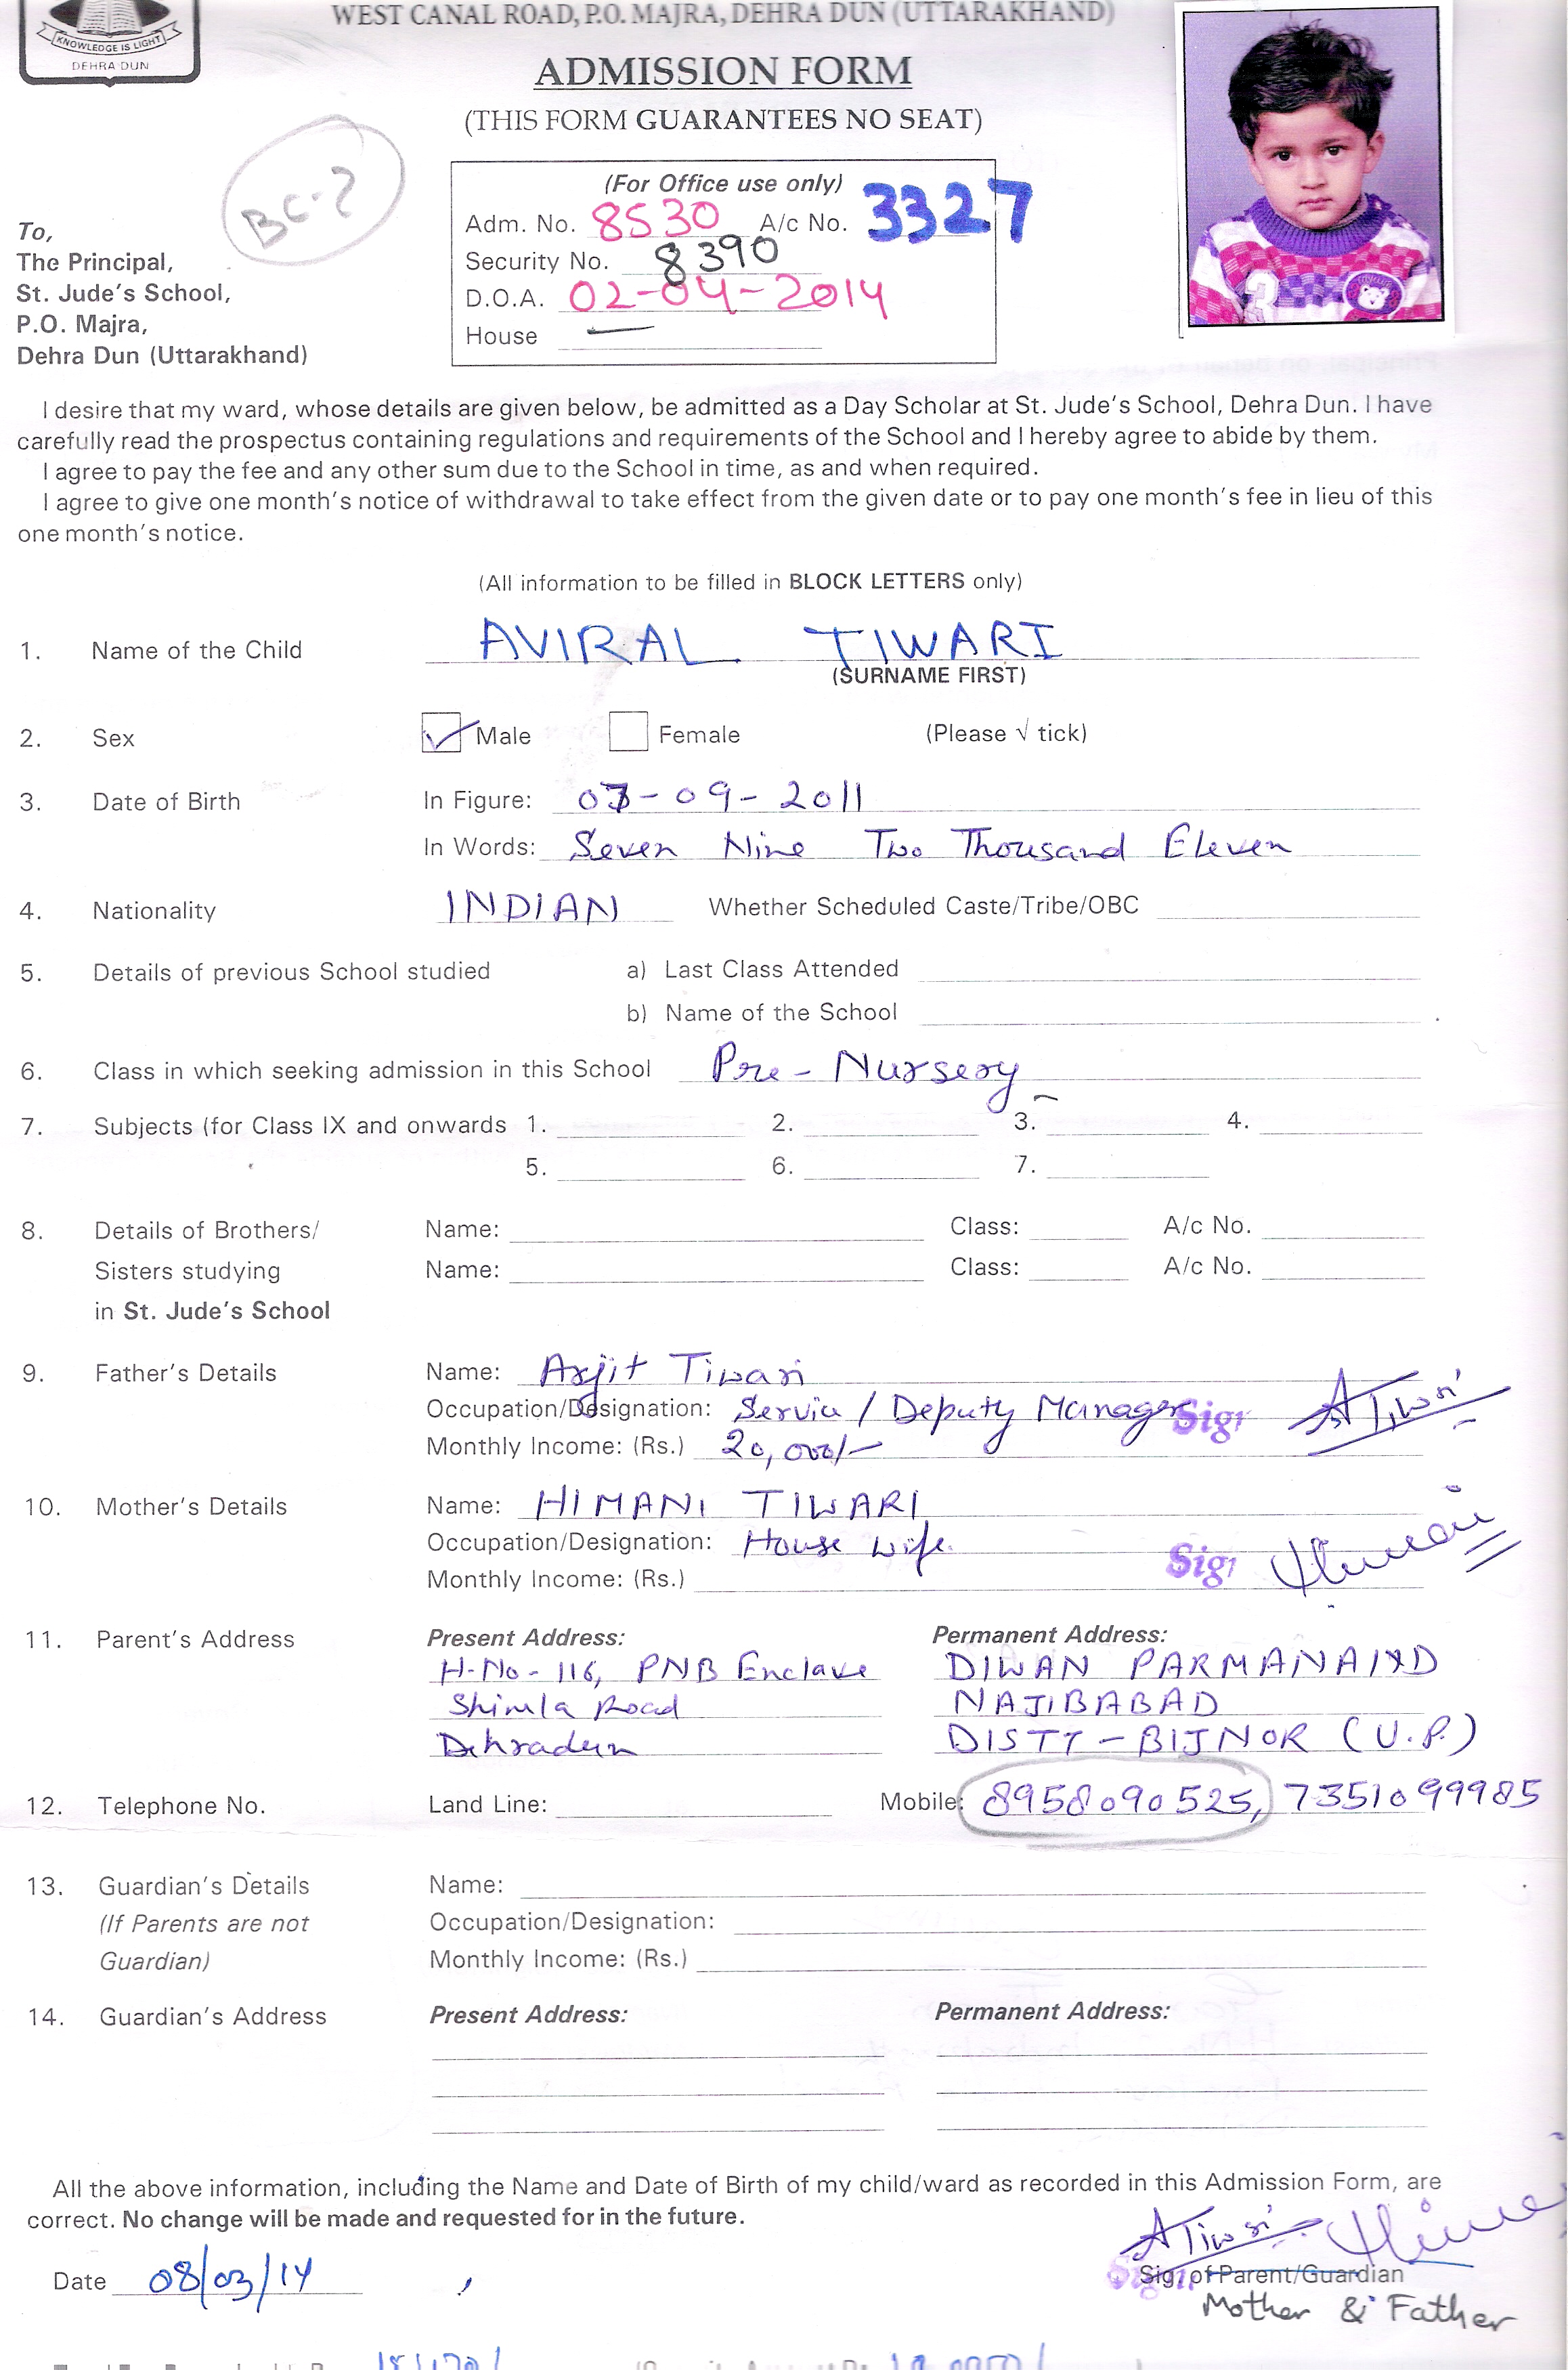 WEST CANAL ROAD, P.O. MAJRA, DEHRA DUN (UTTARAKHAND)
KNOWLEDGE IS LIGHT
DEHRA DUN
ADMISSION FORM
(THIS FORM GUARANTEES NO SEAT)
BC-?
(For Office use only)
Adm. No. 8530 A/c No. 3327
Security No. 8390
D.O.A. 02-04-2014
House —
To,
The Principal,
St. Jude's School,
P.O. Majra,
Dehra Dun (Uttarakhand)
I desire that my ward, whose details are given below, be admitted as a Day Scholar at St. Jude's School, Dehra Dun. I have
carefully read the prospectus containing regulations and requirements of the School and I hereby agree to abide by them.
I agree to pay the fee and any other sum due to the School in time, as and when required.
I agree to give one month's notice of withdrawal to take effect from the given date or to pay one month's fee in lieu of this
one month's notice.
(All information to be filled in BLOCK LETTERS only)
1. Name of the Child AVIRAL TIWARI
(SURNAME FIRST)
2. Sex ✓ Male Female (Please √ tick)
3. Date of Birth In Figure: 07-09-2011
In Words: Seven Nine Two Thousand Eleven
4. Nationality INDIAN Whether Scheduled Caste/Tribe/OBC
5. Details of previous School studied a) Last Class Attended
b) Name of the School
6. Class in which seeking admission in this School Pre-Nursery
7. Subjects (for Class IX and onwards 1. 2. 3. 4.
5. 6. 7.
8. Details of Brothers/ Name: Class: A/c No.
Sisters studying Name: Class: A/c No.
in St. Jude's School
9. Father's Details Name: Arjit Tiwari
Occupation/Designation: Service / Deputy Manager Sig ATiwari
Monthly Income: (Rs.) 20,000/-
10. Mother's Details Name: HIMANI TIWARI
Occupation/Designation: House wife
Monthly Income: (Rs.) Sig Himani
11. Parent's Address Present Address: Permanent Address:
H-No-116, PNB Enclave DIWAN PARMANAND
Shimla Road NAJIBABAD
Dehradun DISTT-BIJNOR (U.P.)
12. Telephone No. Land Line: Mobile: 8958090525, 7351099985
13. Guardian's Details Name:
(If Parents are not Occupation/Designation:
Guardian) Monthly Income: (Rs.)
14. Guardian's Address Present Address: Permanent Address:
All the above information, including the Name and Date of Birth of my child/ward as recorded in this Admission Form, are
correct. No change will be made and requested for in the future.
ATiwari Himani
Date 08/03/14 Sig. of Parent/Guardian
Mother & Father